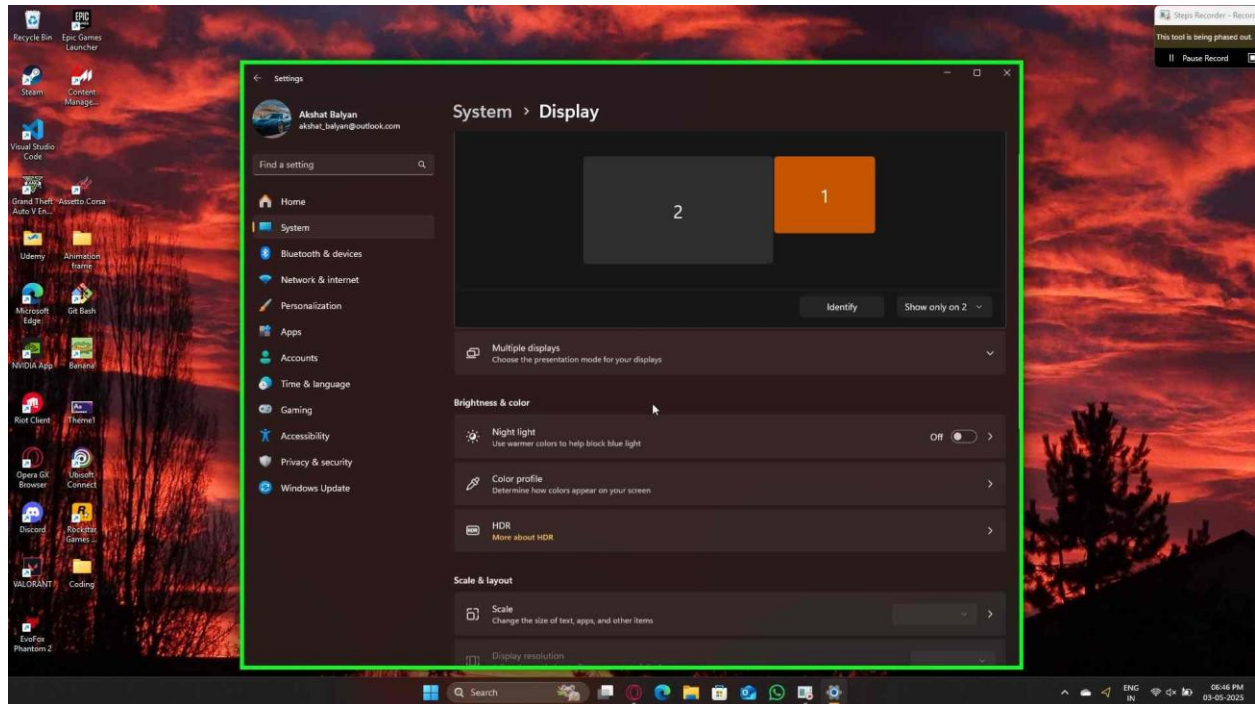 Recycle Bin
Epic Games
Launcher
Steam
Content
Manage...
Visual Studio
Code
Grand Theft
Auto V En...
Assetto Corsa
Udemy
Animation
frame
Microsoft
Edge
Git Bash
NVIDIA App
Banana
Riot Client
Theme1
Opera GX
Browser
Ubisoft
Connect
Discord
Rockstar
Games ...
VALORANT
Coding
EvoFox
Phantom 2
Steps Recorder - Recor
This tool is being phased out.
Pause Record
Settings
Akshat Balyan
akshat_balyan@outlook.com
Find a setting
Home
System
Bluetooth & devices
Network & internet
Personalization
Apps
Accounts
Time & language
Gaming
Accessibility
Privacy & security
Windows Update
System > Display
2
1
Identify
Show only on 2
Multiple displays
Choose the presentation mode for your displays
Brightness & color
Night light
Use warmer colors to help block blue light
Off
Color profile
Determine how colors appear on your screen
HDR
HDR
More about HDR
Scale & layout
Scale
Change the size of text, apps, and other items
Display resolution
Search
ENG
IN
06:46 PM
03-05-2025